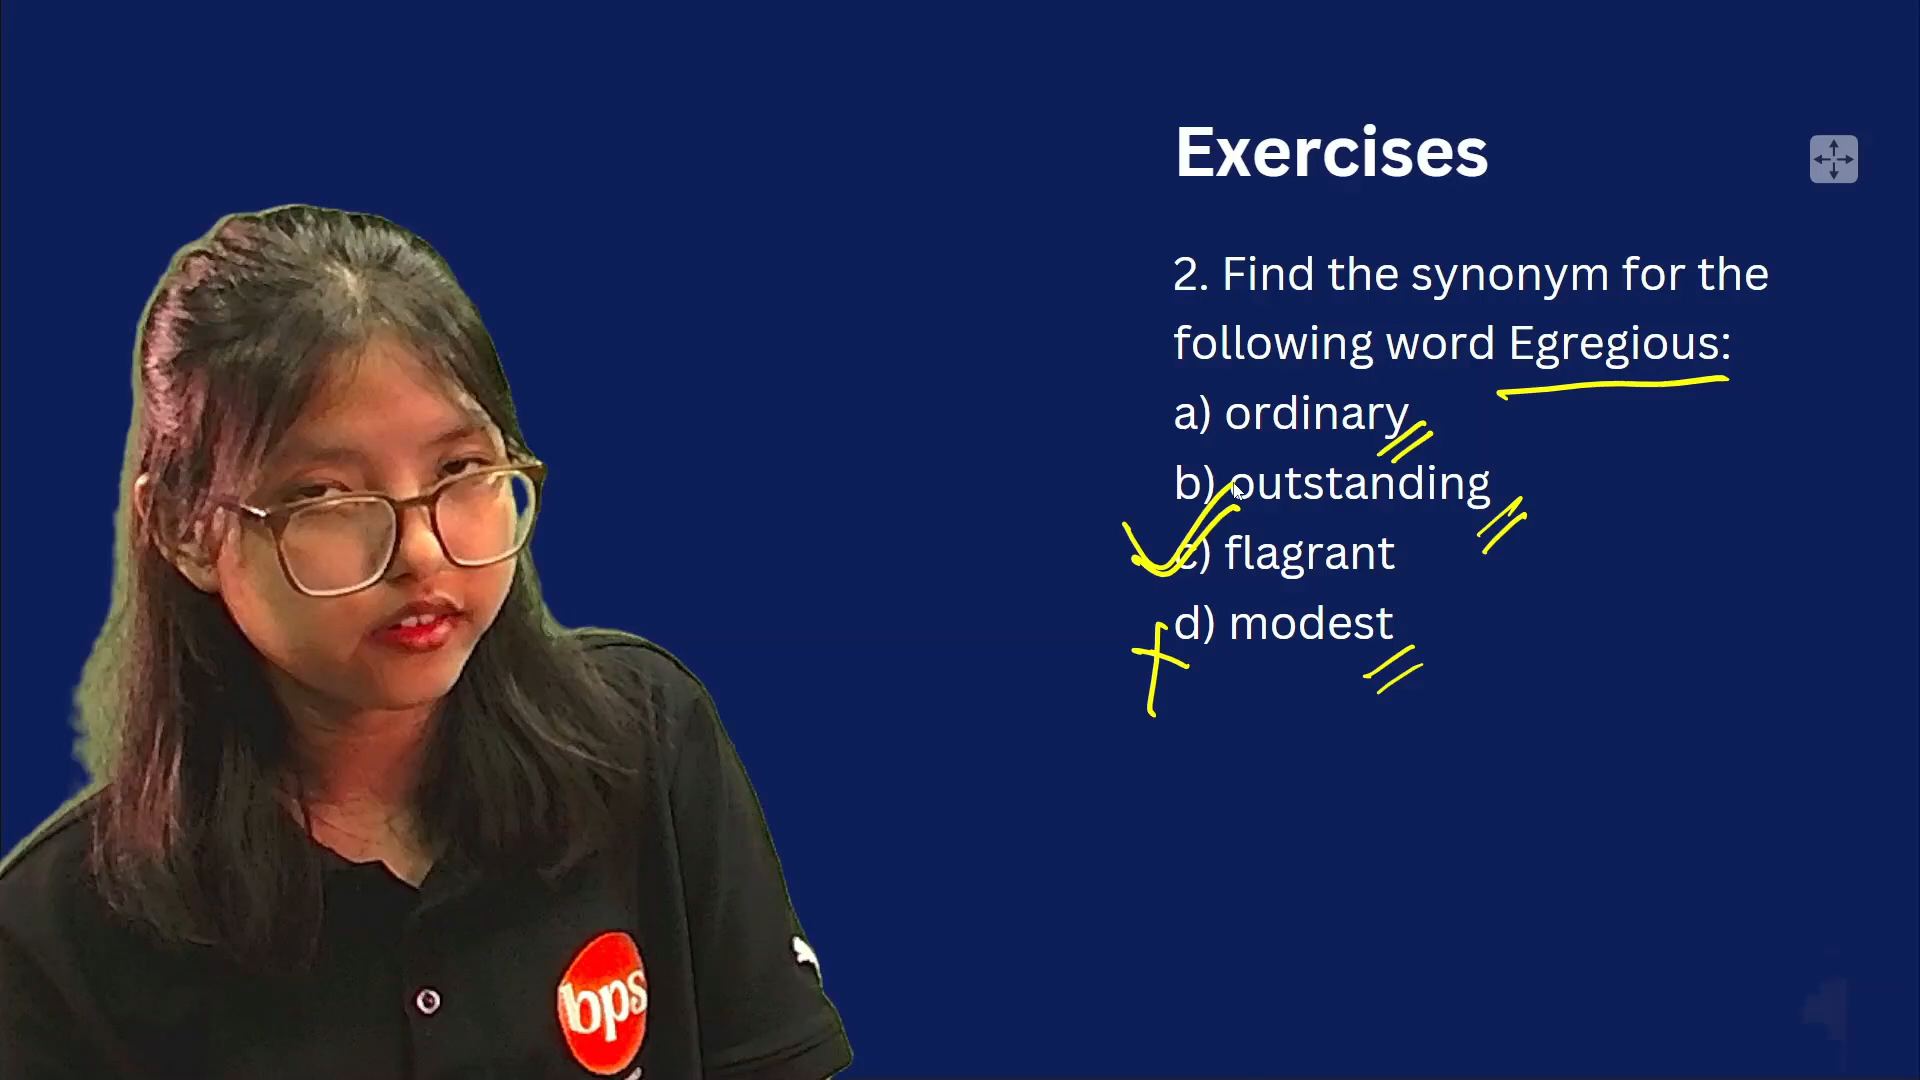 Exercises
2. Find the synonym for the
following word Egregious:
a) ordinary
b) outstanding
c) flagrant
d) modest
bps